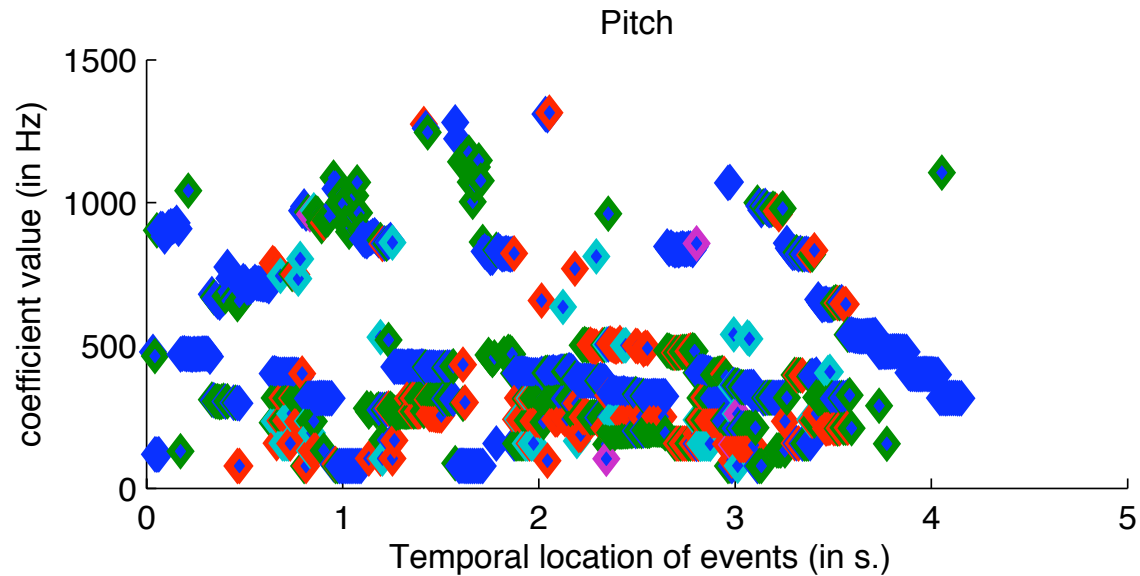 Pitch
1500
1000
500
0
coefficient value (in Hz)
0 1 2 3 4 5
Temporal location of events (in s.)